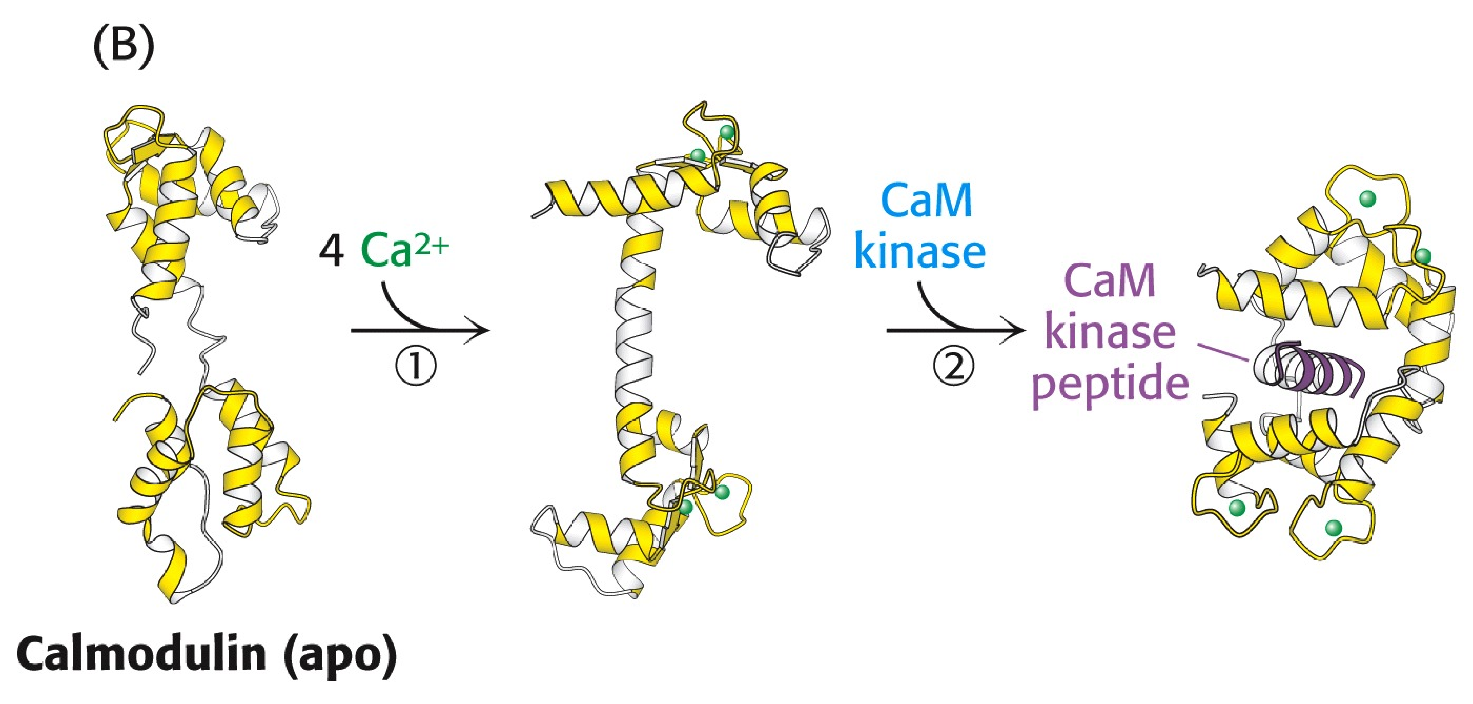 (B)
4 Ca²⁺
①
CaM
kinase
②
CaM
kinase
peptide
Calmodulin (apo)